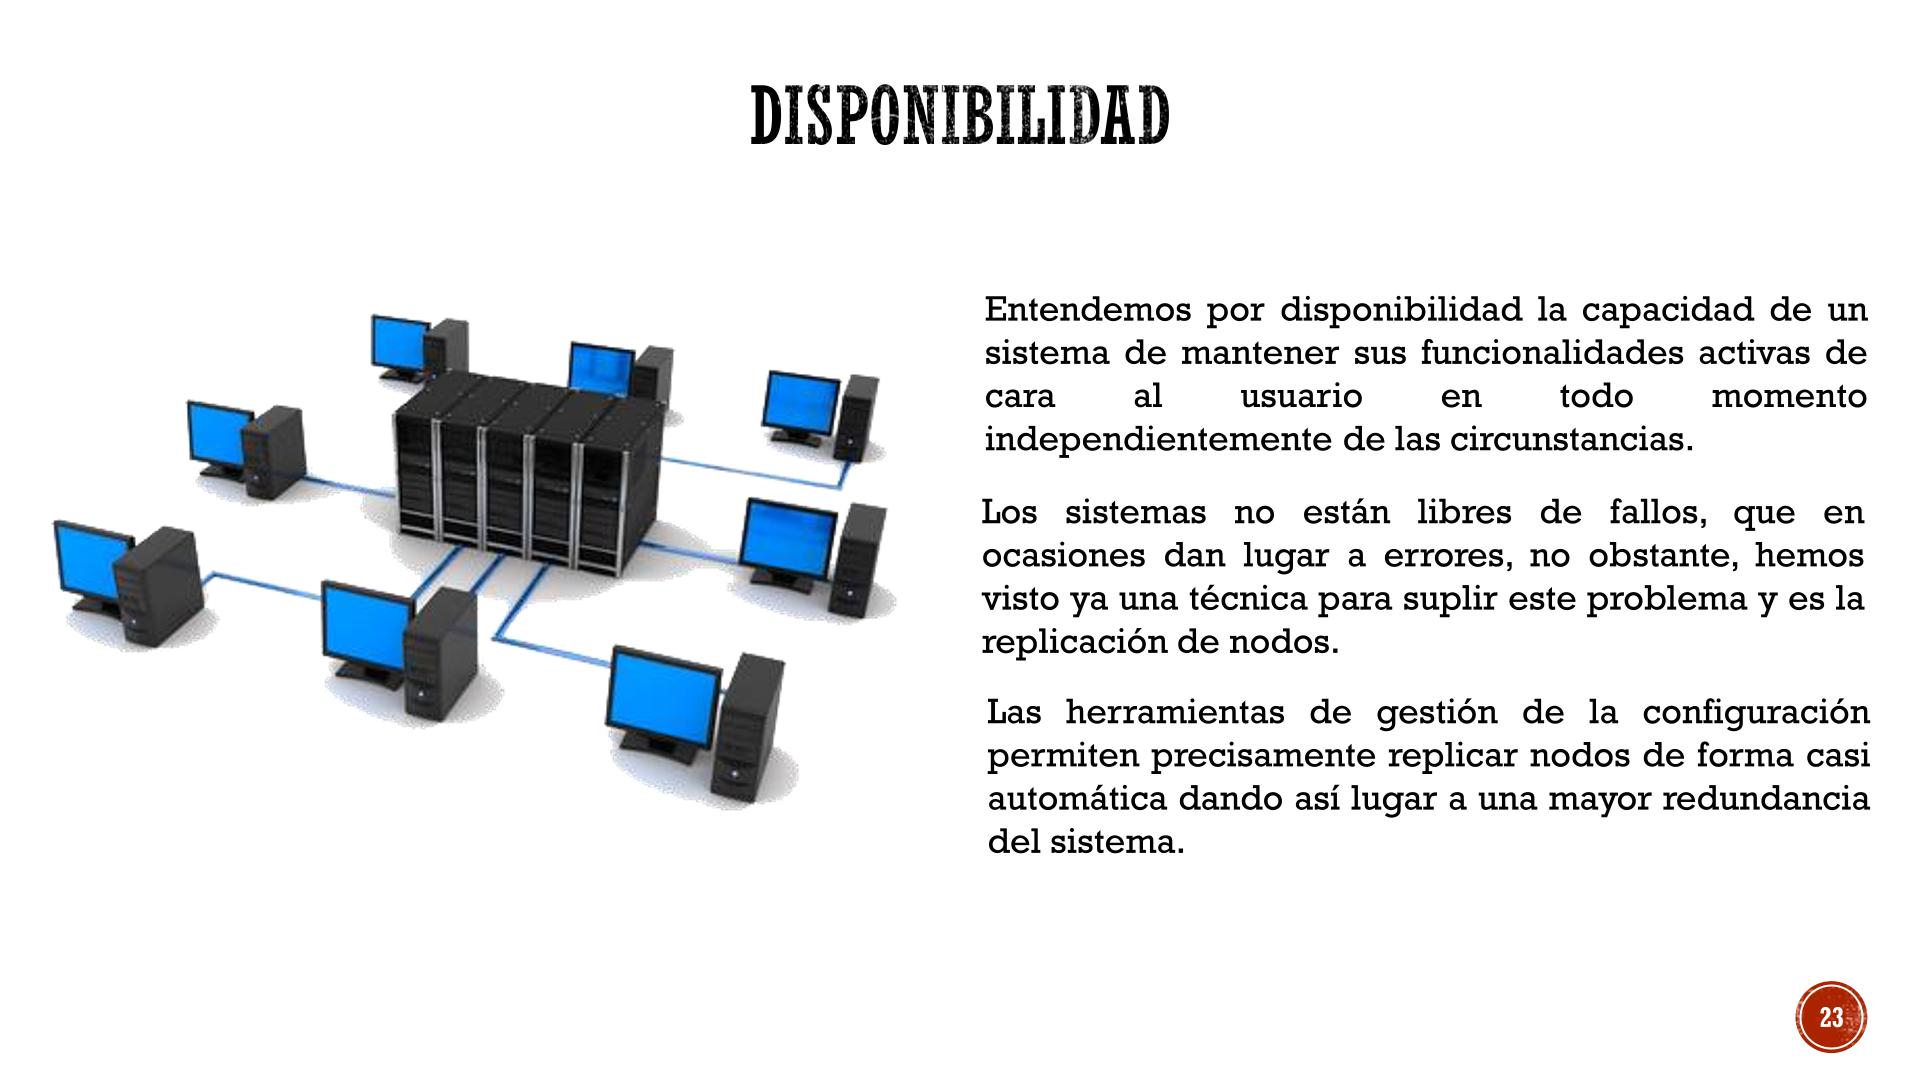 DISPONIBILIDAD
Entendemos por disponibilidad la capacidad de un
sistema de mantener sus funcionalidades activas de
cara al usuario en todo momento
independientemente de las circunstancias.
Los sistemas no están libres de fallos, que en
ocasiones dan lugar a errores, no obstante, hemos
visto ya una técnica para suplir este problema y es la
replicación de nodos.
Las herramientas de gestión de la configuración
permiten precisamente replicar nodos de forma casi
automática dando así lugar a una mayor redundancia
del sistema.
23